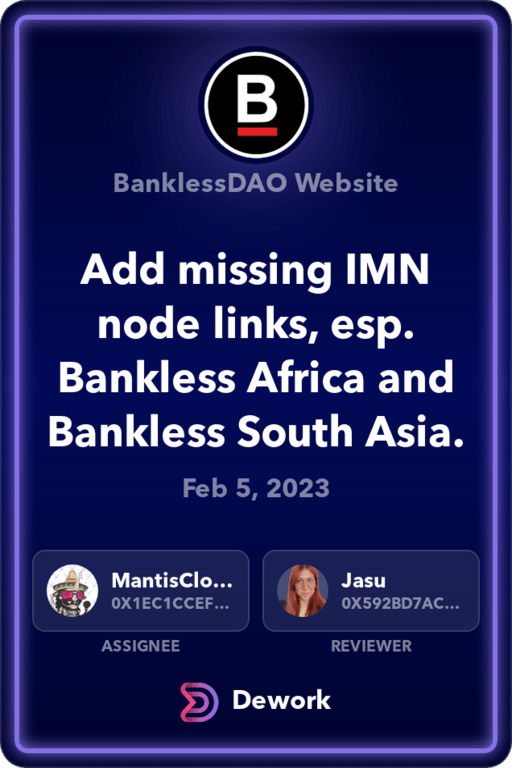 B
BanklessDAO Website
Add missing IMN
node links, esp.
Bankless Africa and
Bankless South Asia.
Feb 5, 2023
MantisClo...
0X1EC1CCEF...
ASSIGNEE
Jasu
0X592BD7AC...
REVIEWER
Dework